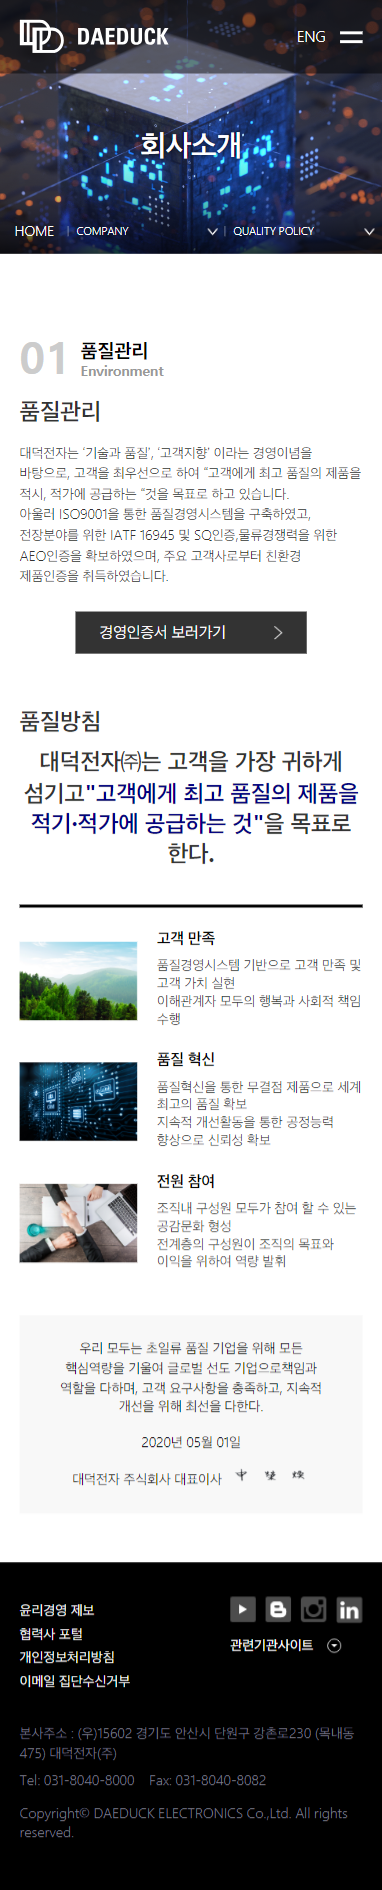 DAEDUCK
ENG
회사소개
HOME
COMPANY
QUALITY POLICY
01 품질관리
Environment
품질관리
대덕전자는 ‘기술과 품질’, ‘고객지향’ 이라는 경영이념을
바탕으로, 고객을 최우선으로 하여 “고객에게 최고 품질의 제품을
적시, 적가에 공급하는 “것을 목표로 하고 있습니다.
아울러 ISO9001을 통한 품질경영시스템을 구축하였고,
전장분야를 위한 IATF 16945 및 SQ인증,물류경쟁력을 위한
AEO인증을 확보하였으며, 주요 고객사로부터 친환경
제품인증을 취득하였습니다.
경영인증서 보러가기
품질방침
대덕전자㈜는 고객을 가장 귀하게
섬기고"고객에게 최고 품질의 제품을
적기·적가에 공급하는 것"을 목표로
한다.
고객 만족
품질경영시스템 기반으로 고객 만족 및
고객 가치 실현
이해관계자 모두의 행복과 사회적 책임
수행
품질 혁신
품질혁신을 통한 무결점 제품으로 세계
최고의 품질 확보
지속적 개선활동을 통한 공정능력
향상으로 신뢰성 확보
전원 참여
조직내 구성원 모두가 참여 할 수 있는
공감문화 형성
전계층의 구성원이 조직의 목표와
이익을 위하여 역량 발휘
우리 모두는 초일류 품질 기업을 위해 모든
핵심역량을 기울여 글로벌 선도 기업으로책임과
역할을 다하며, 고객 요구사항을 충족하고, 지속적
개선을 위해 최선을 다한다.
2020년 05월 01일
대덕전자 주식회사 대표이사
윤리경영 제보
협력사 포털
개인정보처리방침
이메일 집단수신거부
관련기관사이트
본사주소 : (우)15602 경기도 안산시 단원구 강촌로230 (목내동
475) 대덕전자(주)
Tel: 031-8040-8000 Fax: 031-8040-8082
Copyright© DAEDUCK ELECTRONICS Co.,Ltd. All rights
reserved.